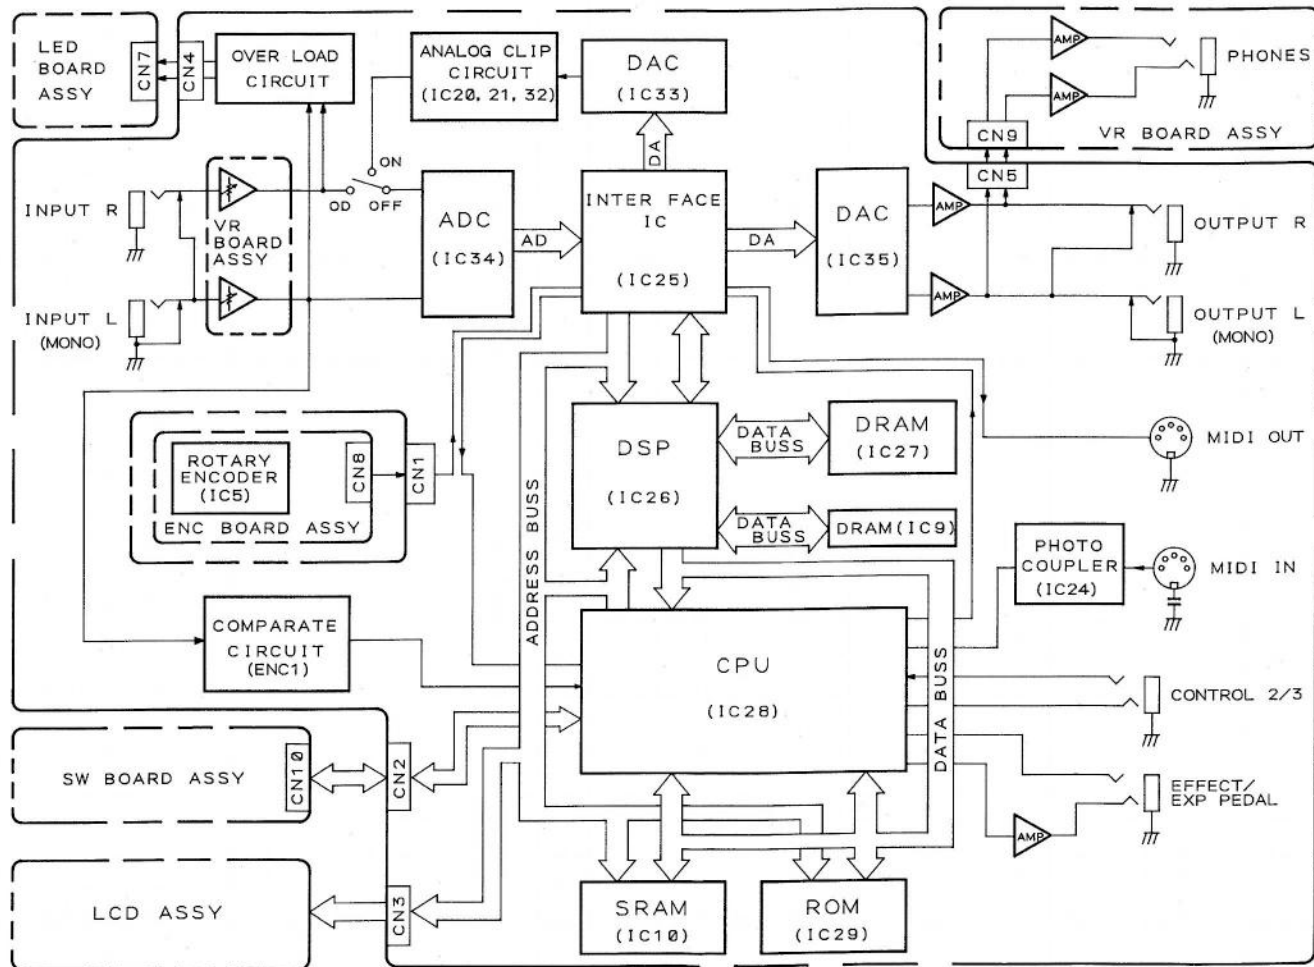 LED
BOARD
ASSY
CN7
CN4
OVER LOAD
CIRCUIT
ANALOG CLIP
CIRCUIT
(IC20, 21, 32)
DAC
(IC33)
AMP
AMP
PHONES
CN9
VR BOARD ASSY
CN5
DA
ON
OD
OFF
INPUT R
VR
BOARD
ASSY
INPUT L
(MONO)
ADC
(IC34)
AD
INTER FACE
IC
(IC25)
DA
DAC
(IC35)
AMP
AMP
OUTPUT R
OUTPUT L
(MONO)
ROTARY
ENCODER
(IC5)
CN8
CN1
ENC BOARD ASSY
ADDRESS BUSS
DSP
(IC26)
DATA
BUSS
DRAM
(IC27)
DATA
BUSS
DRAM(IC9)
MIDI OUT
PHOTO
COUPLER
(IC24)
MIDI IN
COMPARATE
CIRCUIT
(ENC1)
CPU
(IC28)
DATA BUSS
CONTROL 2/3
EFFECT/
EXP PEDAL
AMP
SW BOARD ASSY
CN10
CN2
LCD ASSY
CN3
SRAM
(IC10)
ROM
(IC29)